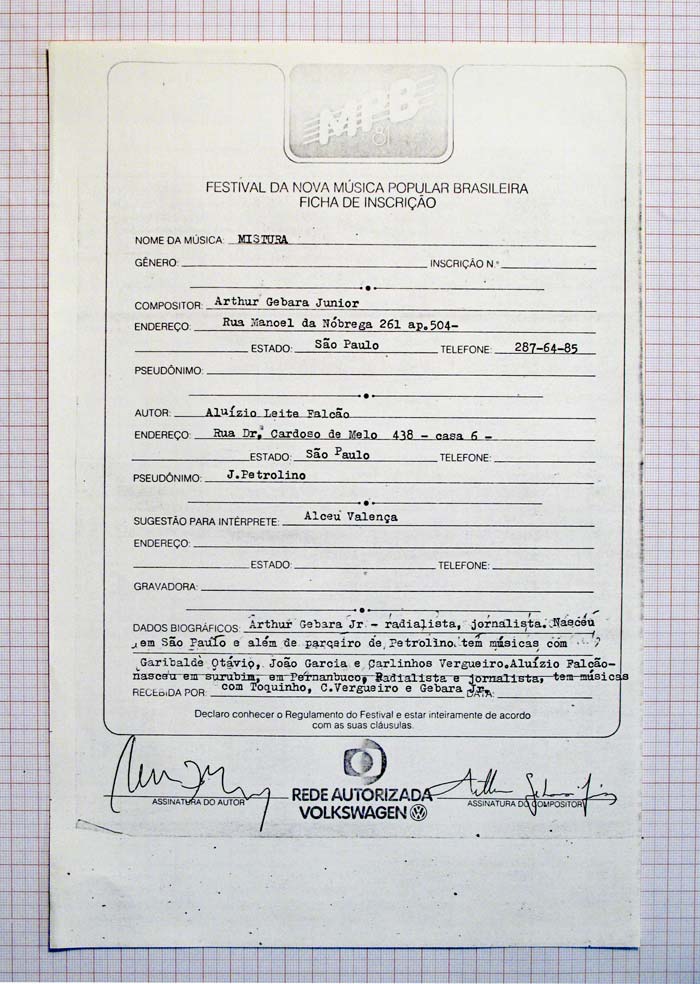 MPB
81
FESTIVAL DA NOVA MÚSICA POPULAR BRASILEIRA
FICHA DE INSCRIÇÃO
NOME DA MÚSICA: MISTURA
GÊNERO: INSCRIÇÃO N.º
COMPOSITOR: Arthur Gebara Junior
ENDEREÇO: Rua Manoel da Nóbrega 261 ap.504-
ESTADO: São Paulo TELEFONE: 287-64-85
PSEUDÔNIMO:
AUTOR: Aluízio Leite Falcão
ENDEREÇO: Rua Dr. Cardoso de Melo 438 - casa 6 -
ESTADO: São Paulo TELEFONE:
PSEUDÔNIMO: J.Petrolino
SUGESTÃO PARA INTÉRPRETE: Alceu Valença
ENDEREÇO:
ESTADO: TELEFONE:
GRAVADORA:
DADOS BIOGRÁFICOS: Arthur Gebara Jr - radialista, jornalista. Nasceu
em São Paulo e além de parqeiro de Petrolino tem músicas com
Garibalde Otávio, João Garcia e Carlinhos Vergueiro.Aluízio Falcão-
nasceu em surubim, em Pernambuco, Radialista e jornalista, tem músicas
RECEBIDA POR: com Toquinho, C.Vergueiro e Gebara Jr. DATA:
Declaro conhecer o Regulamento do Festival e estar inteiramente de acordo
com as suas cláusulas.
ASSINATURA DO AUTOR
REDE AUTORIZADA
VOLKSWAGEN
ASSINATURA DO COMPOSITOR